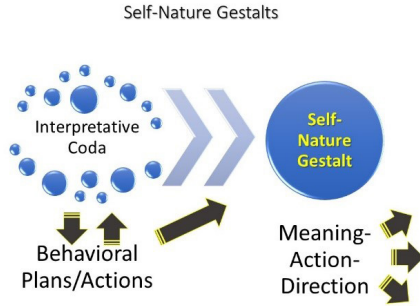 Self-Nature Gestalts
Interpretative
Coda
Self-
Nature
Gestalt
Behavioral
Plans/Actions
Meaning-
Action-
Direction